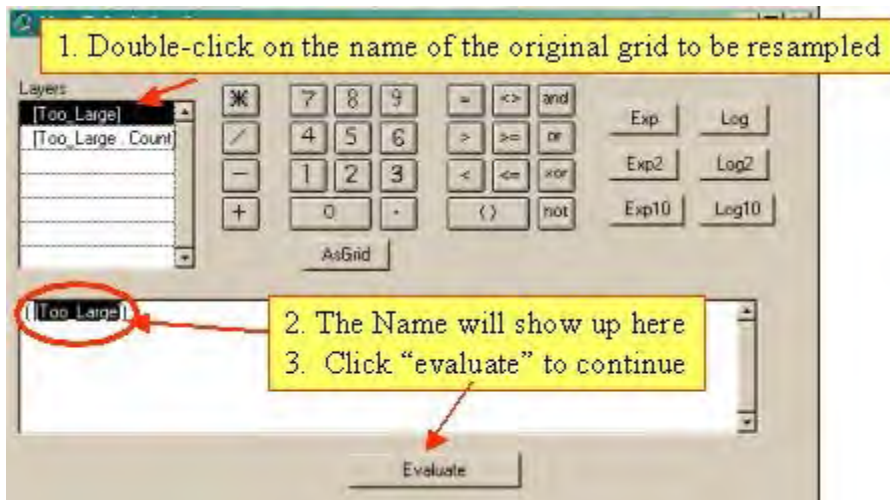 1. Double-click on the name of the original grid to be resampled
Layers
[Too_Large]
[Too_Large . Count]
* 7 8 9 = <> and
/ 4 5 6 > >= or
- 1 2 3 < <= xor
+ 0 . ( ) not
Exp Log
Exp2 Log2
Exp10 Log10
AsGrid
([Too_Large])
2. The Name will show up here
3. Click “evaluate” to continue
Evaluate